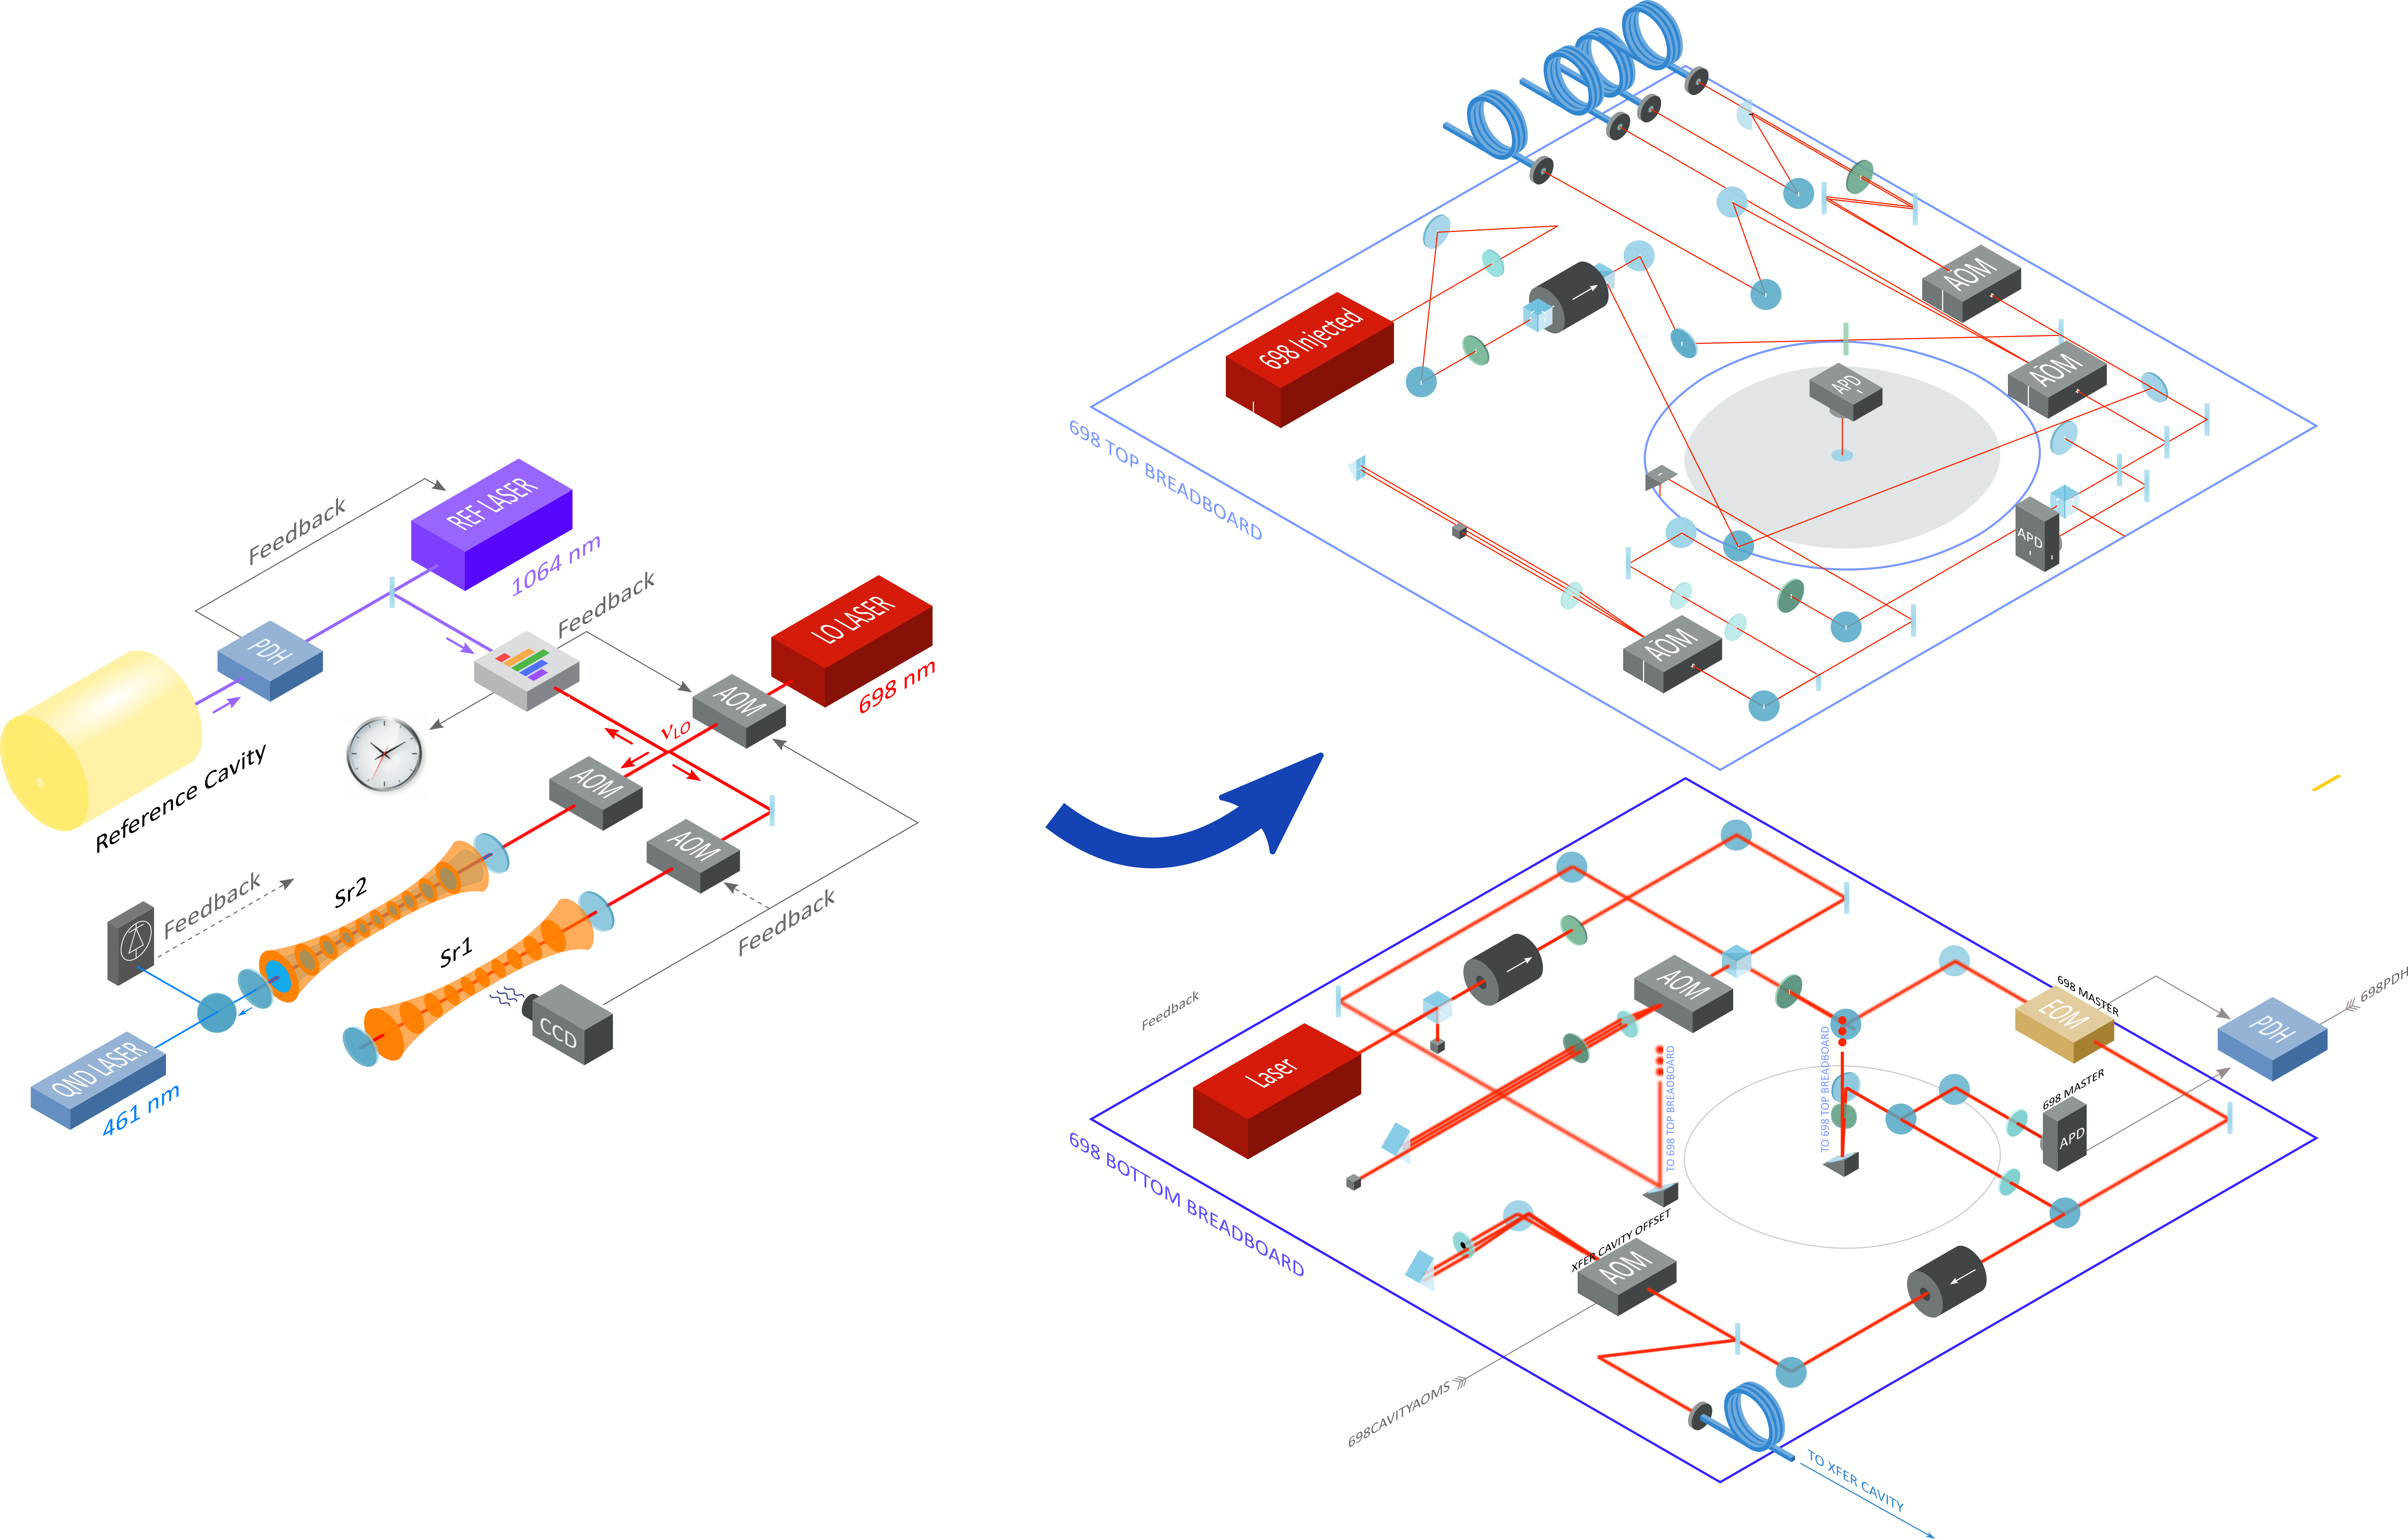 Feedback
REF LASER
1064 nm
PDH
Feedback
LO LASER
698 nm
AOM
νLO
Reference Cavity
AOM
AOM
Feedback
Sr2
Sr1
Feedback
CCD
QND LASER
461 nm
698 Injected
AOM
AOM
APD
APD
AOM
698 TOP BREADBOARD
Feedback
Laser
AOM
TO 698 TOP BREADBOARD
TO 698 TOP BREADBOARD
698 MASTER
EOM
PDH
698PDH
698 MASTER
APD
698 BOTTOM BREADBOARD
XFER CAVITY OFFSET
AOM
698CAVITYAOMS
TO XFER CAVITY